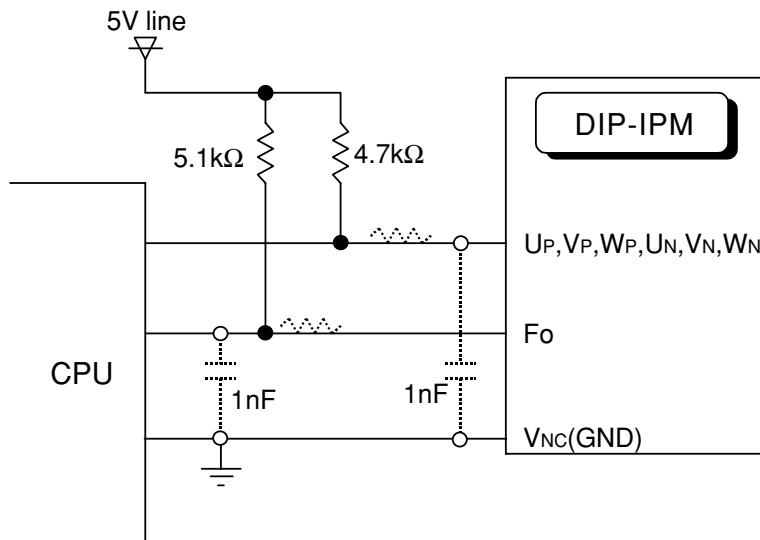 5V line
DIP-IPM
5.1kΩ
4.7kΩ
UP,VP,WP,UN,VN,WN
Fo
CPU
1nF
1nF
VNC(GND)